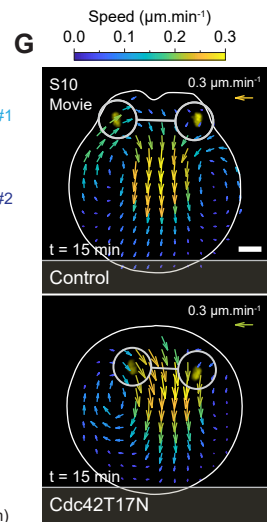 Speed (µm.min⁻¹)
G
0.0 0.1 0.2 0.3
S10
Movie
0.3 µm.min⁻¹
#1
#2
t = 15 min
Control
0.3 µm.min⁻¹
t = 15 min
Cdc42T17N